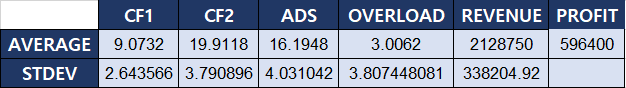 CF1 CF2 ADS OVERLOAD REVENUE PROFIT
AVERAGE 9.0732 19.9118 16.1948 3.0062 2128750 596400
STDEV 2.643566 3.790896 4.031042 3.807448081 338204.92